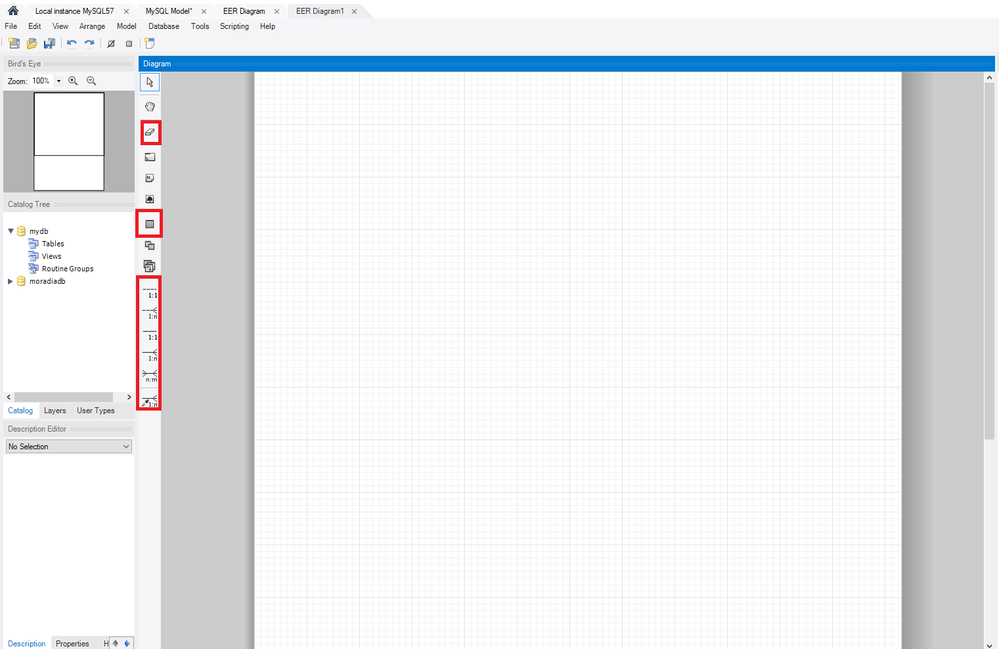 Local instance MySQL57
MySQL Model*
EER Diagram
EER Diagram1
File Edit View Arrange Model Database Tools Scripting Help
Bird's Eye
Diagram
Zoom: 100%
Catalog Tree
mydb
Tables
Views
Routine Groups
moradiadb
1:1
1:n
1:1
1:n
n:m
1:n
Catalog Layers User Types
Description Editor
No Selection
Description Properties H